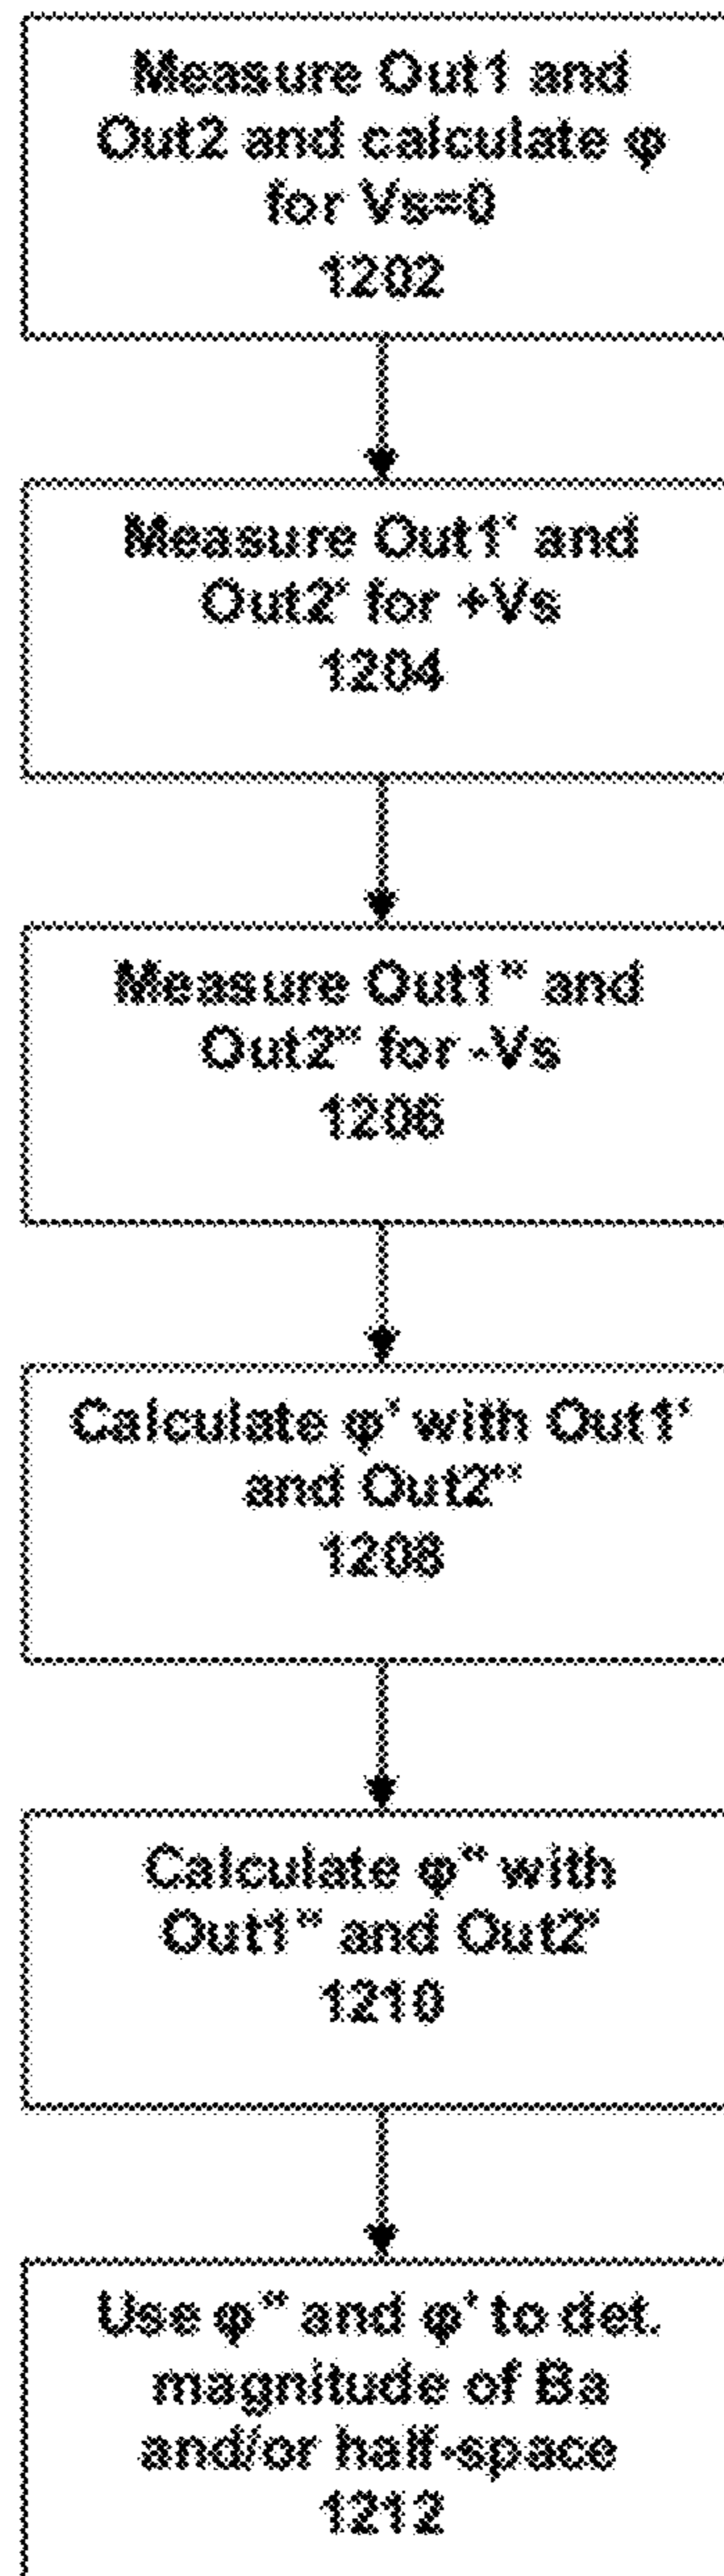 Measure Out1 and
Out2 and calculate φ
for Vs=0
1202
Measure Out1' and
Out2' for +Vs
1204
Measure Out1'' and
Out2'' for -Vs
1206
Calculate φ' with Out1'
and Out2''
1208
Calculate φ'' with
Out1'' and Out2'
1210
Use φ'' and φ' to det.
magnitude of Ba
and/or half-space
1212